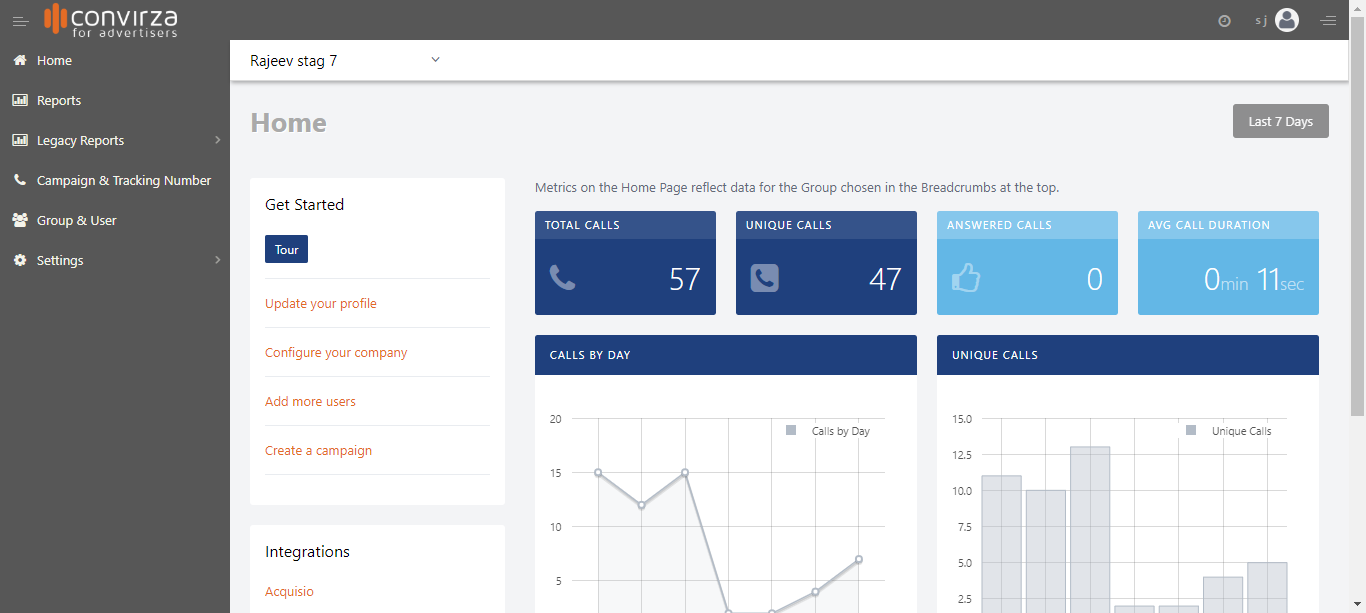 convirza
for advertisers
s j
Home
Reports
Legacy Reports
Campaign & Tracking Number
Group & User
Settings
Rajeev stag 7
Home
Last 7 Days
Get Started
Tour
Update your profile
Configure your company
Add more users
Create a campaign
Integrations
Acquisio
Metrics on the Home Page reflect data for the Group chosen in the Breadcrumbs at the top.
TOTAL CALLS
57
UNIQUE CALLS
47
ANSWERED CALLS
0
AVG CALL DURATION
0min 11sec
CALLS BY DAY
20
15
10
5
Calls by Day
UNIQUE CALLS
15.0
12.5
10.0
7.5
5.0
2.5
Unique Calls